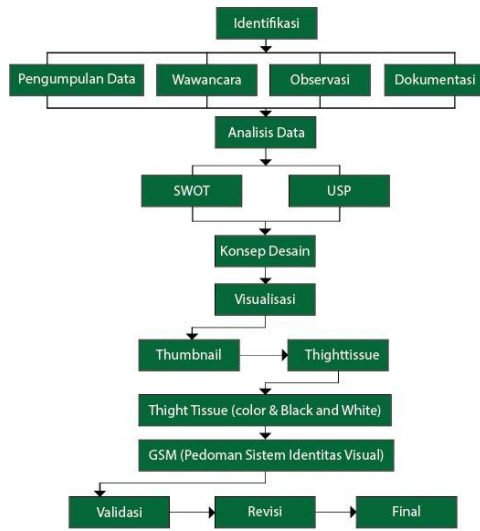 Identifikasi
Pengumpulan Data
Wawancara
Observasi
Dokumentasi
Analisis Data
SWOT
USP
Konsep Desain
Visualisasi
Thumbnail
Thighttissue
Thight Tissue (color & Black and White)
GSM (Pedoman Sistem Identitas Visual)
Validasi
Revisi
Final